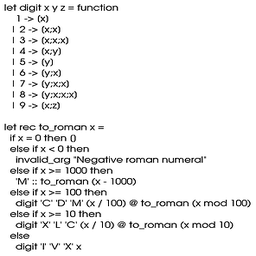 let digit x y z = function
1 -> [x]
| 2 -> [x;x]
| 3 -> [x;x;x]
| 4 -> [x;y]
| 5 -> [y]
| 6 -> [y;x]
| 7 -> [y;x;x]
| 8 -> [y;x;x;x]
| 9 -> [x;z]
let rec to_roman x =
if x = 0 then []
else if x < 0 then
invalid_arg "Negative roman numeral"
else if x >= 1000 then
'M' :: to_roman (x - 1000)
else if x >= 100 then
digit 'C' 'D' 'M' (x / 100) @ to_roman (x mod 100)
else if x >= 10 then
digit 'X' 'L' 'C' (x / 10) @ to_roman (x mod 10)
else
digit 'I' 'V' 'X' x